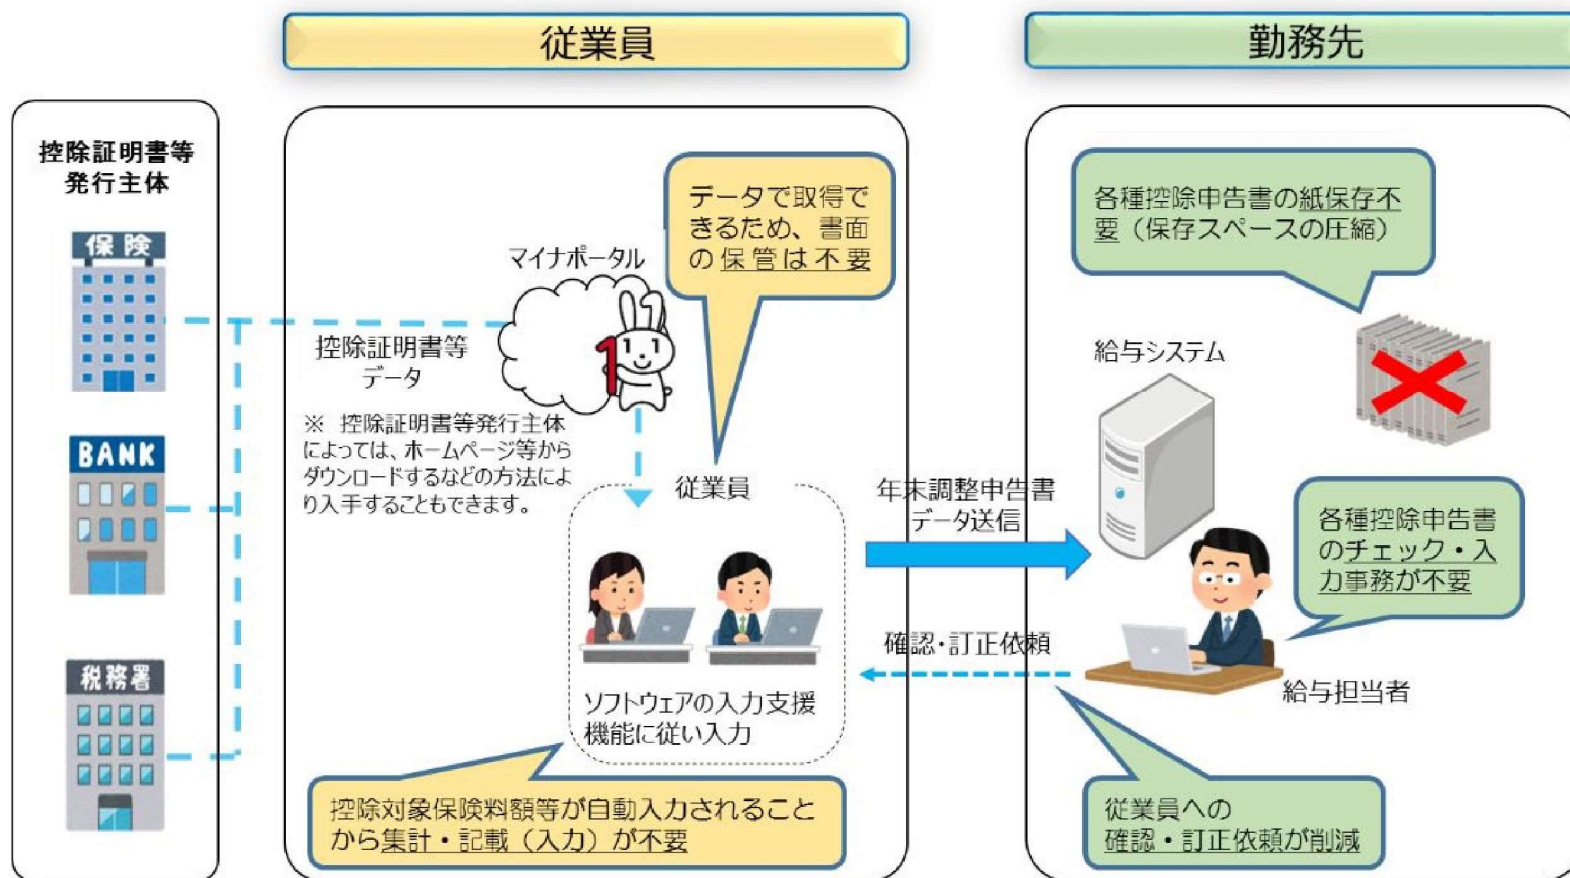 従業員
勤務先
控除証明書等
発行主体
保険
BANK
税務署
控除証明書等
データ
※ 控除証明書等発行主体
によっては、ホームページ等から
ダウンロードするなどの方法によ
り入手することもできます。
マイナポータル
1
データで取得で
きるため、書面
の保管は不要
従業員
ソフトウェアの入力支援
機能に従い入力
控除対象保険料額等が自動入力されること
から集計・記載（入力）が不要
年末調整申告書
データ送信
確認・訂正依頼
各種控除申告書の紙保存不
要（保存スペースの圧縮）
給与システム
各種控除申告書
のチェック・入
力事務が不要
給与担当者
従業員への
確認・訂正依頼が削減